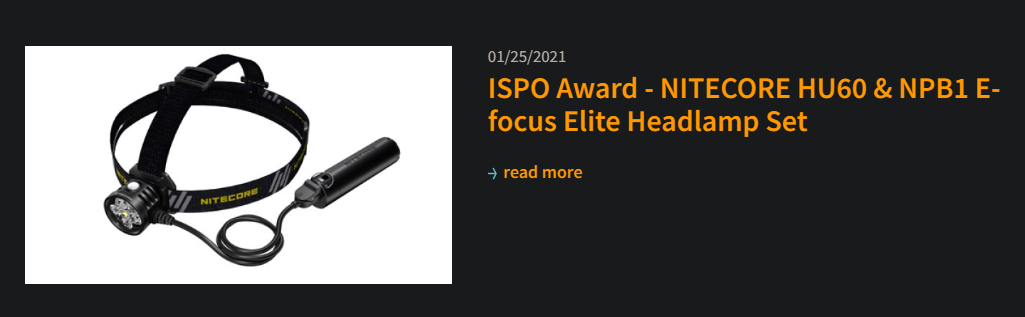 01/25/2021
ISPO Award - NITECORE HU60 & NPB1 E-
focus Elite Headlamp Set
→ read more
NITECORE